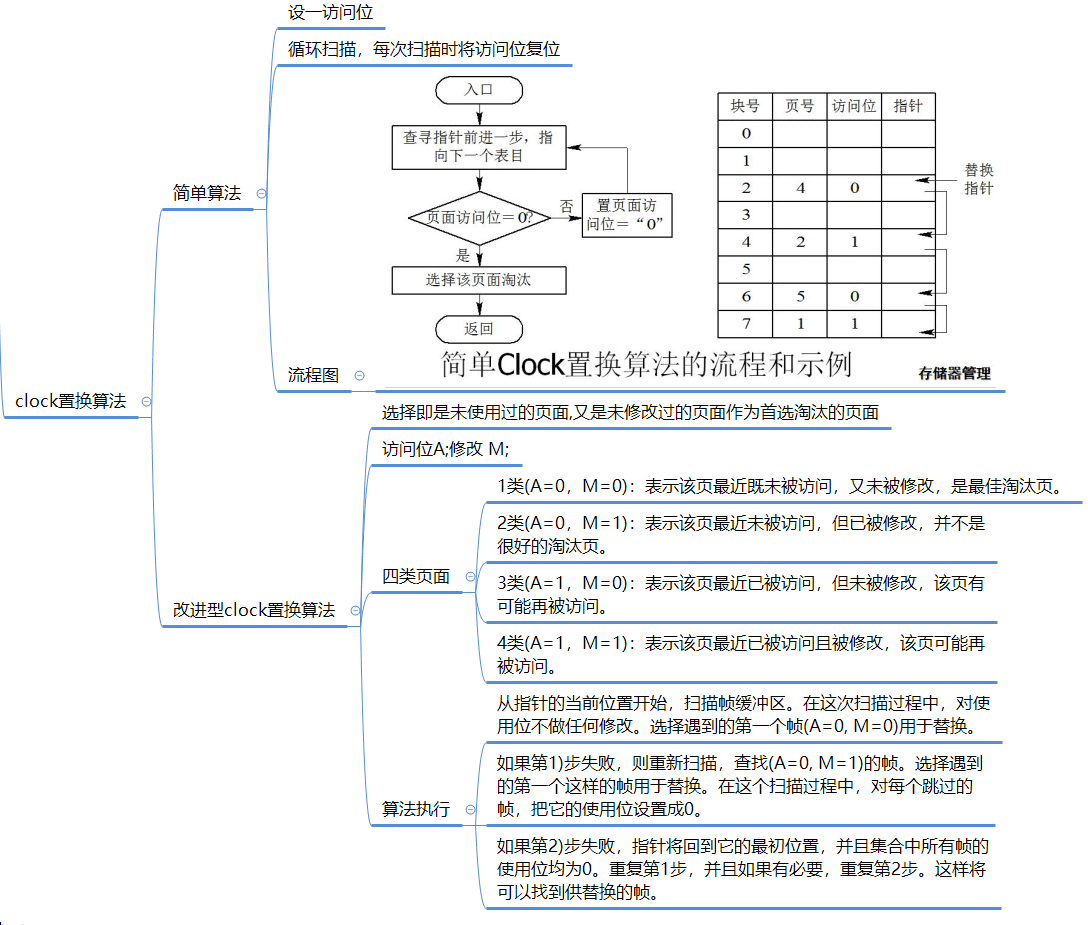 clock置换算法
简单算法
设一访问位
循环扫描，每次扫描时将访问位复位
流程图
入口
查寻指针前进一步，指
向下一个表目
页面访问位＝0?
否
置页面访
问位＝“0”
是
选择该页面淘汰
返回
块号 页号 访问位 指针
0
1
2 4 0
3
4 2 1
5
6 5 0
7 1 1
替换
指针
简单Clock置换算法的流程和示例
存储器管理
改进型clock置换算法
选择即是未使用过的页面,又是未修改过的页面作为首选淘汰的页面
访问位A;修改 M;
四类页面
1类(A=0，M=0)：表示该页最近既未被访问，又未被修改，是最佳淘汰页。
2类(A=0，M=1)：表示该页最近未被访问，但已被修改，并不是
很好的淘汰页。
3类(A=1，M=0)：表示该页最近已被访问，但未被修改，该页有
可能再被访问。
4类(A=1，M=1)：表示该页最近已被访问且被修改，该页可能再
被访问。
算法执行
从指针的当前位置开始，扫描帧缓冲区。在这次扫描过程中，对使
用位不做任何修改。选择遇到的第一个帧(A=0, M=0)用于替换。
如果第1)步失败，则重新扫描，查找(A=0, M=1)的帧。选择遇到
的第一个这样的帧用于替换。在这个扫描过程中，对每个跳过的
帧，把它的使用位设置成0。
如果第2)步失败，指针将回到它的最初位置，并且集合中所有帧的
使用位均为0。重复第1步，并且如果有必要，重复第2步。这样将
可以找到供替换的帧。